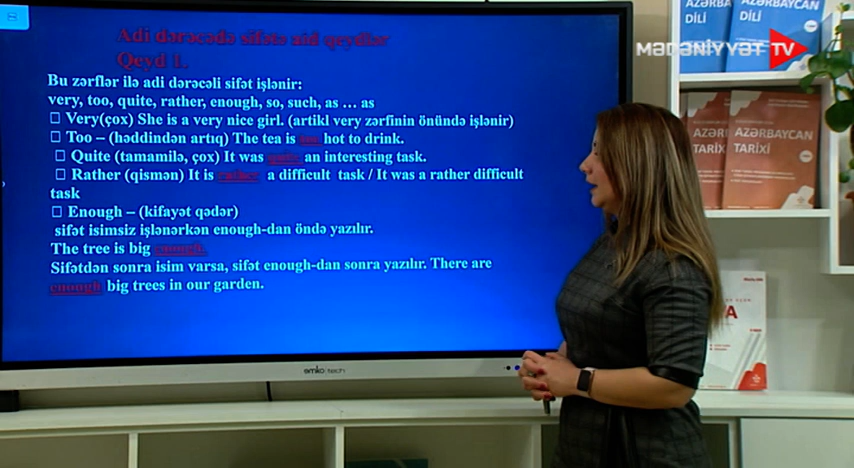 Adi dərəcədə sifətə aid qeydlər
Qeyd 1.
Bu zərflər ilə adi dərəcəli sifət işlənir:
very, too, quite, rather, enough, so, such, as … as
Very(çox) She is a very nice girl. (artikl very zərfinin önündə işlənir)
Too – (həddindən artıq) The tea is too hot to drink.
Quite (tamamilə, çox) It was quite an interesting task.
Rather (qismən) It is rather a difficult task / It was a rather difficult
task
Enough – (kifayət qədər)
sifət isimsiz işlənərkən enough-dan öndə yazılır.
The tree is big enough.
Sifətdən sonra isim varsa, sifət enough-dan sonra yazılır. There are
enough big trees in our garden.
emko tech
MƏDƏNİYYƏT TV
AZƏRBAYCAN
DİLİ
AZƏRBAYCAN
DİLİ
AZƏRB
TARİX
AZƏRBAYCAN
TARİXİ